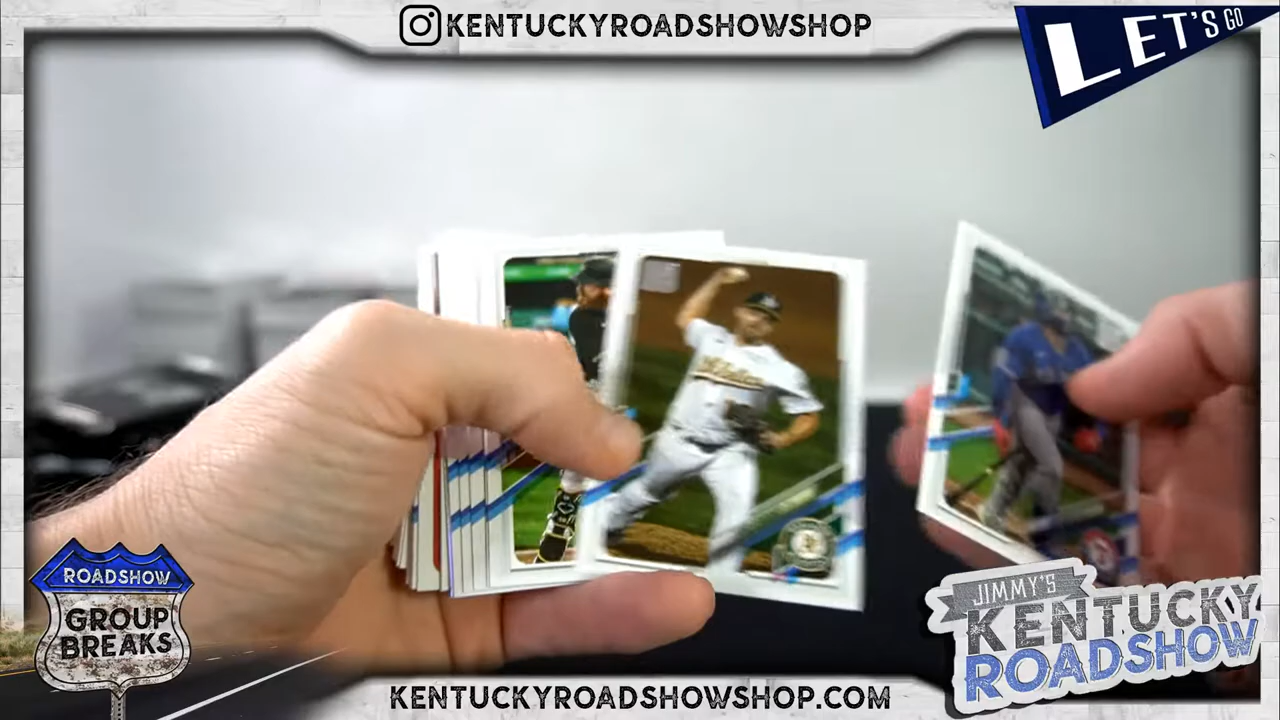 KENTUCKYROADSHOWSHOP
LET'S GO
ROADSHOW
GROUP
BREAKS
JIMMY'S
KENTUCKY
ROADSHOW
KENTUCKYROADSHOWSHOP.COM